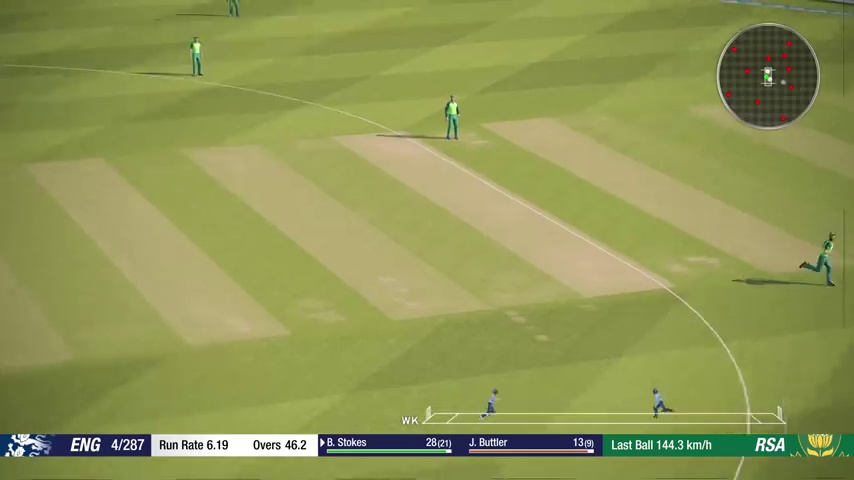 WK
ENG 4/287 Run Rate 6.19 Overs 46.2 B. Stokes 28(21) J. Buttler 13(9) Last Ball 144.3 km/h RSA